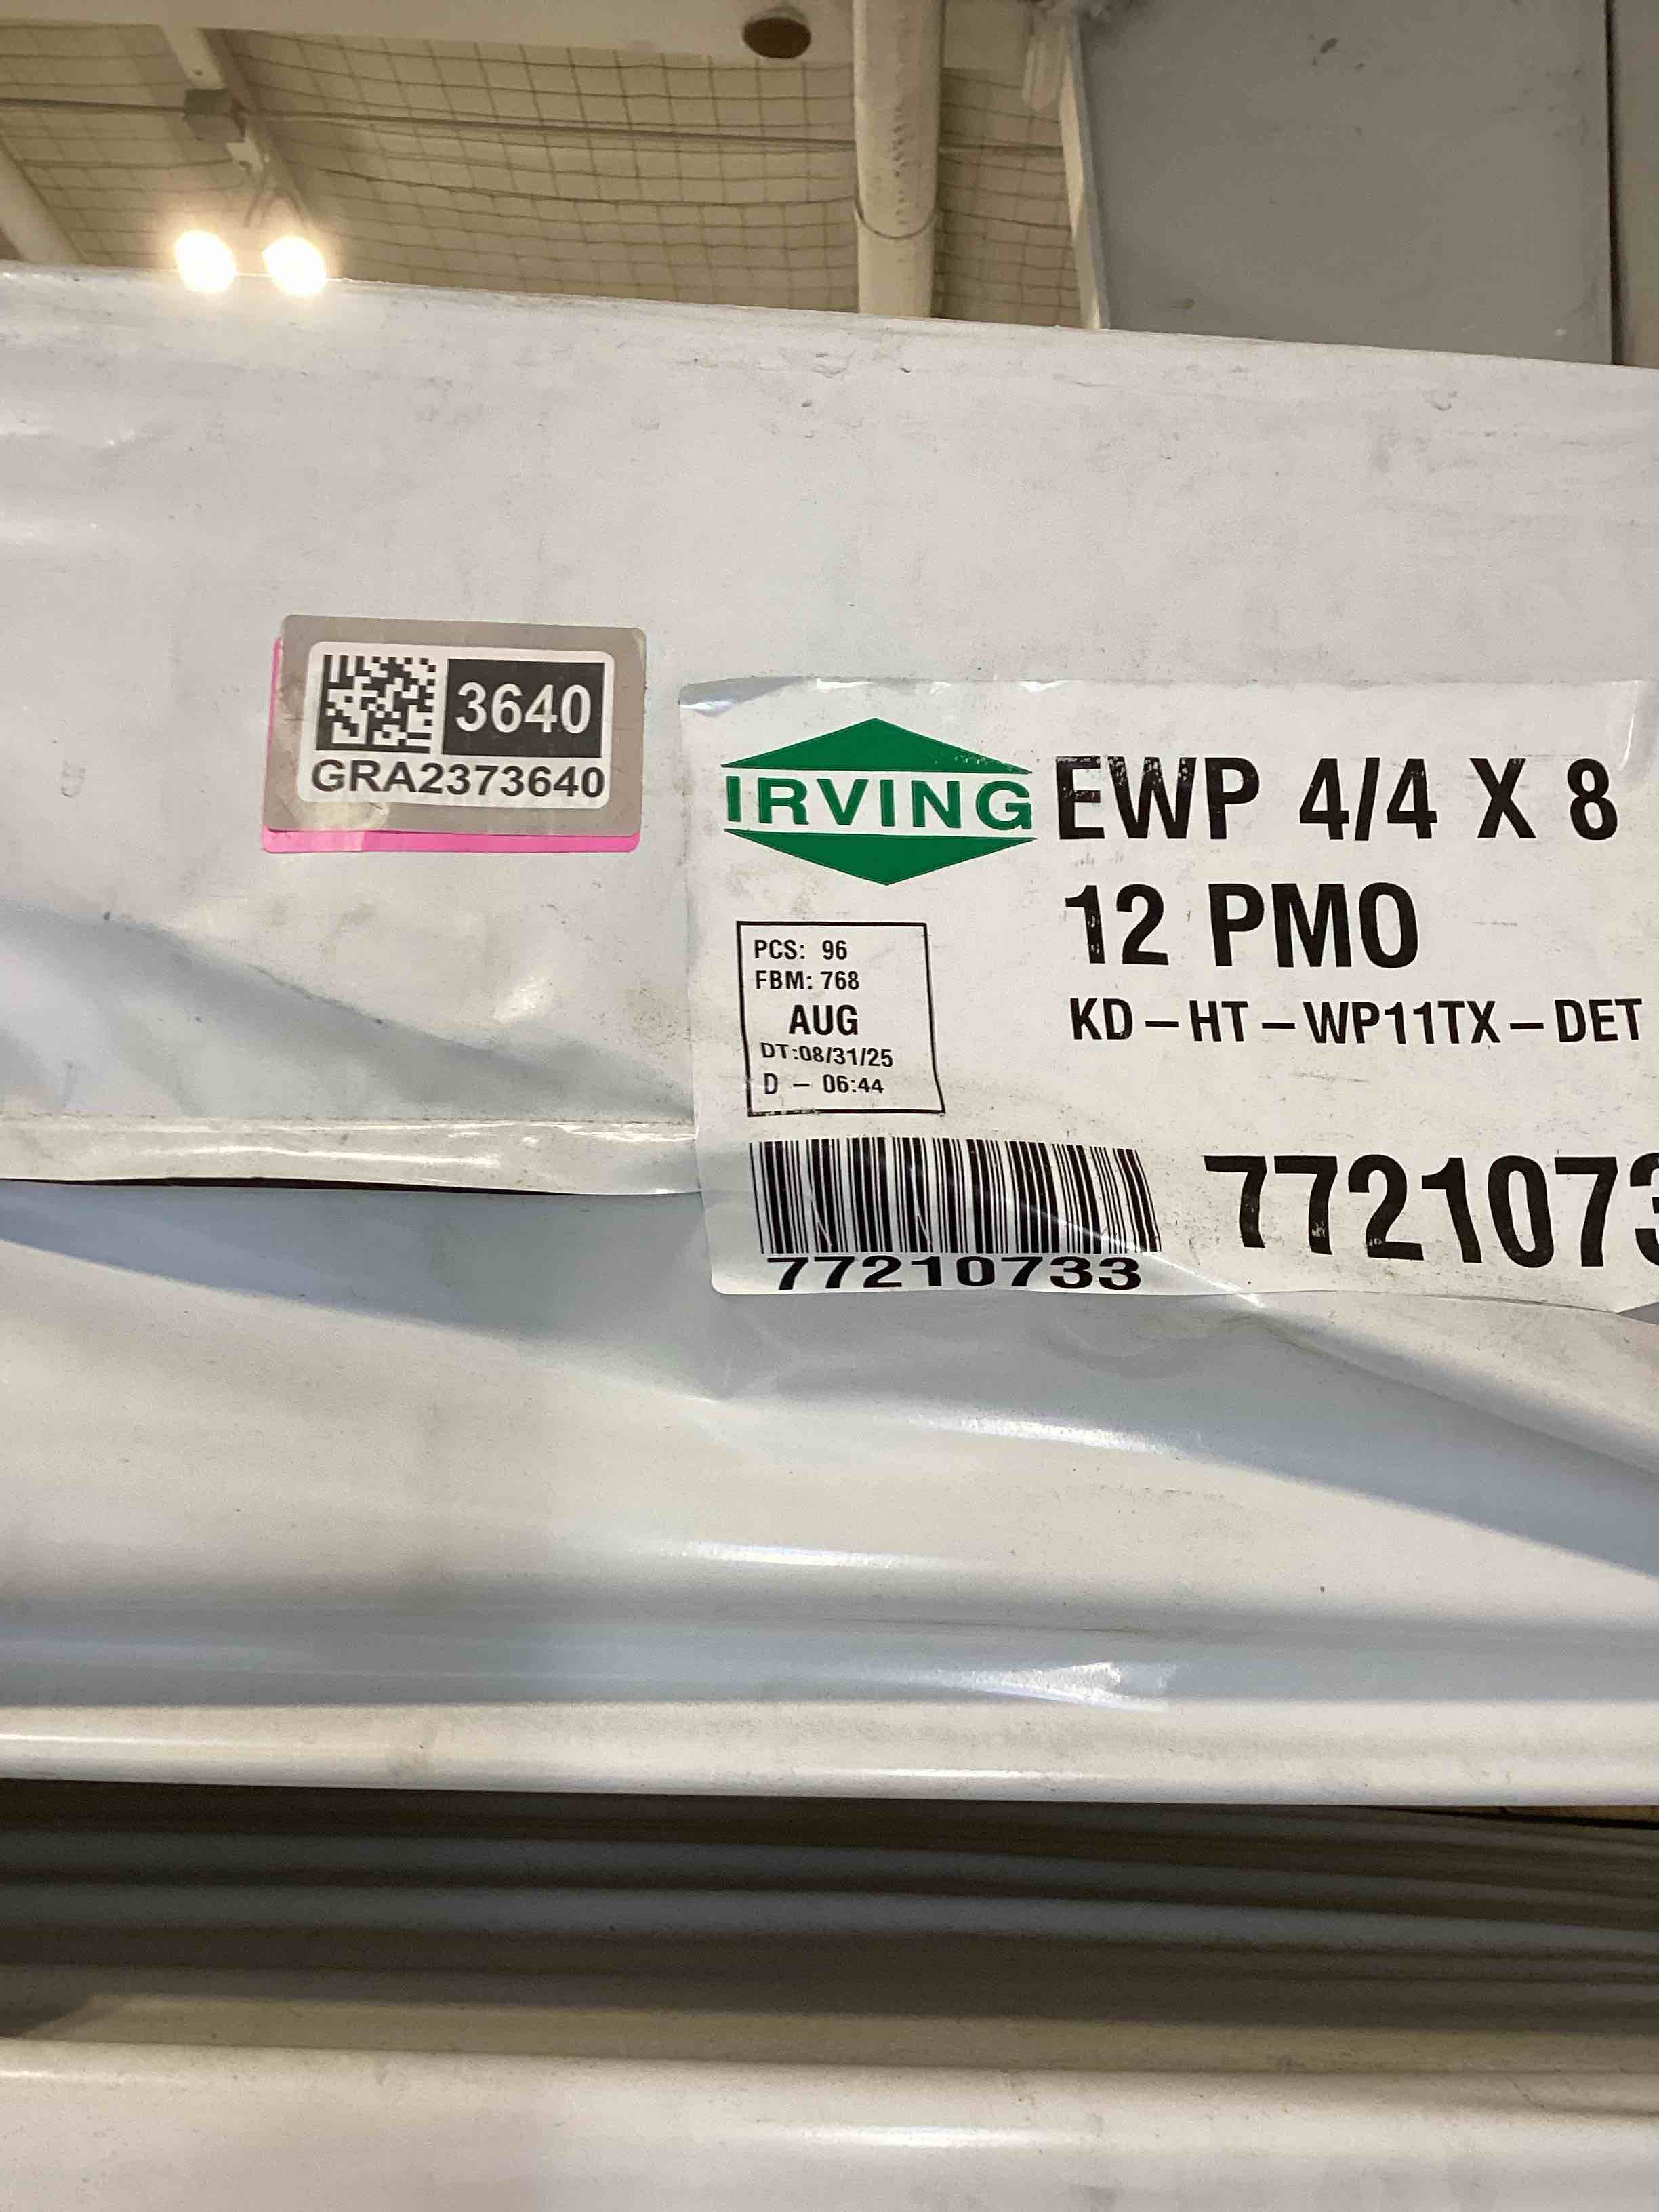 3640
GRA2373640
IRVING
EWP 4/4 X 8
12 PMO
KD – HT – WP11TX – DET
PCS: 96
FBM: 768
AUG
DT:08/31/25
D – 06:44
77210733
7721073